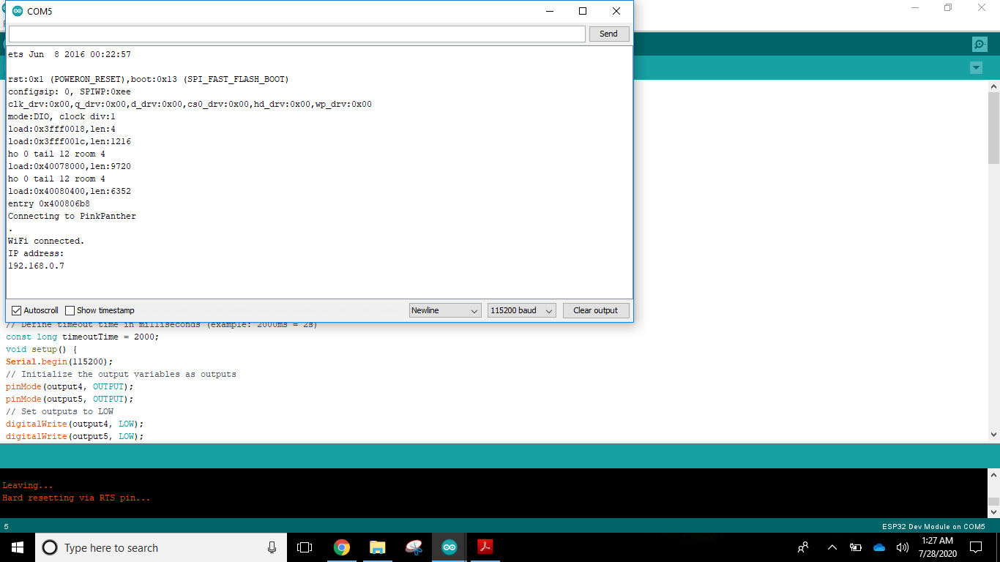 COM5
Send
ets Jun  8 2016 00:22:57
rst:0x1 (POWERON_RESET),boot:0x13 (SPI_FAST_FLASH_BOOT)
configsip: 0, SPIWP:0xee
clk_drv:0x00,q_drv:0x00,d_drv:0x00,cs0_drv:0x00,hd_drv:0x00,wp_drv:0x00
mode:DIO, clock div:1
load:0x3fff0018,len:4
load:0x3fff001c,len:1216
ho 0 tail 12 room 4
load:0x40078000,len:9720
ho 0 tail 12 room 4
load:0x40080400,len:6352
entry 0x400806b8
Connecting to PinkPanther
.
WiFi connected.
IP address:
192.168.0.7
Autoscroll Show timestamp Newline 115200 baud Clear output
// Define timeout time in milliseconds (example: 2000ms = 2s)
const long timeoutTime = 2000;
void setup() {
Serial.begin(115200);
// Initialize the output variables as outputs
pinMode(output4, OUTPUT);
pinMode(output5, OUTPUT);
// Set outputs to LOW
digitalWrite(output4, LOW);
digitalWrite(output5, LOW);
Leaving...
Hard resetting via RTS pin...
5 ESP32 Dev Module on COM5
Type here to search
1:27 AM
7/28/2020